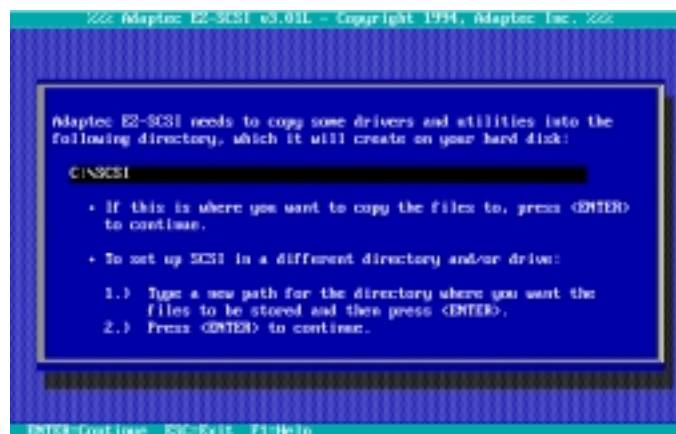 <<< Adaptec EZ-SCSI v3.01L - Copyright 1994, Adaptec Inc. >>>
Adaptec EZ-SCSI needs to copy some drivers and utilities into the
following directory, which it will create on your hard disk:
C:\SCSI
• If this is where you want to copy the files to, press <ENTER>
to continue.
• To set up SCSI in a different directory and/or drive:
1.) Type a new path for the directory where you want the
files to be stored and then press <ENTER>.
2.) Press <ENTER> to continue.
ENTER=Continue ESC=Exit F1=Help